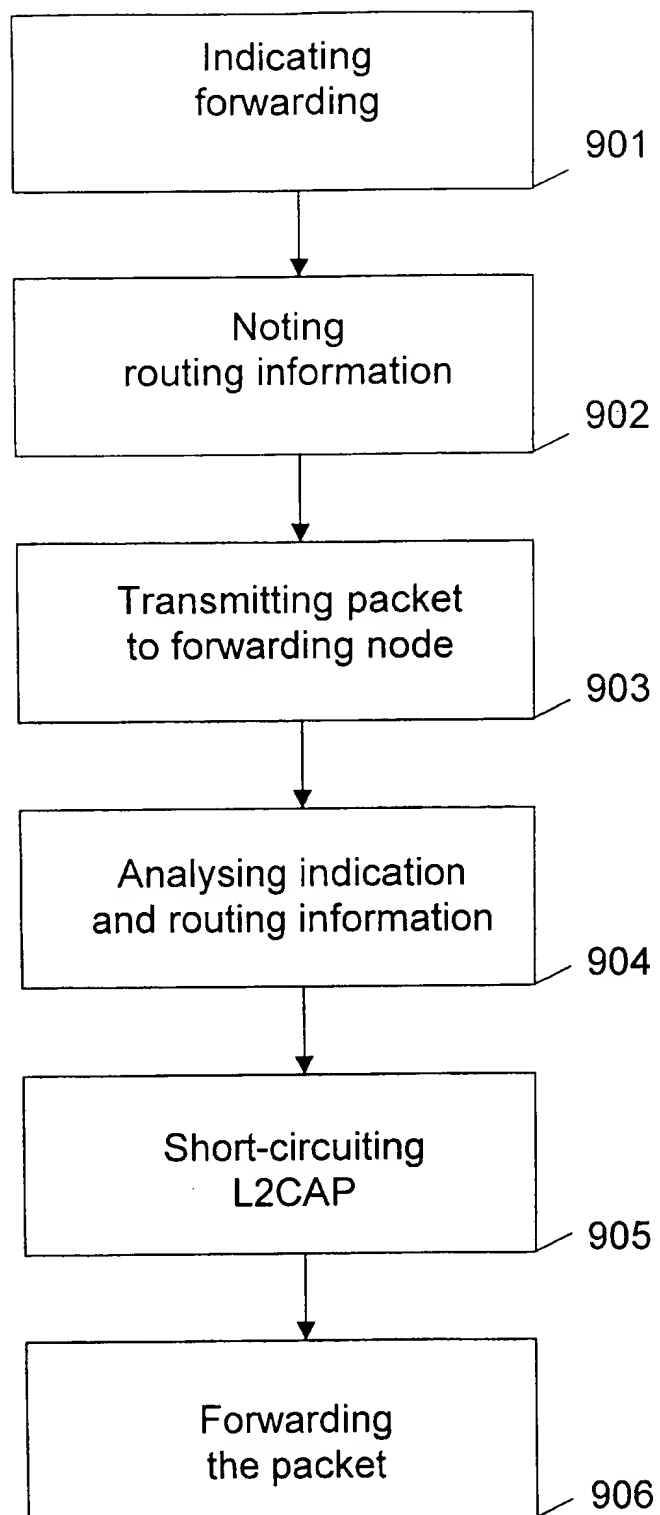 Indicating
forwarding
901
Noting
routing information
902
Transmitting packet
to forwarding node
903
Analysing indication
and routing information
904
Short-circuiting
L2CAP
905
Forwarding
the packet
906